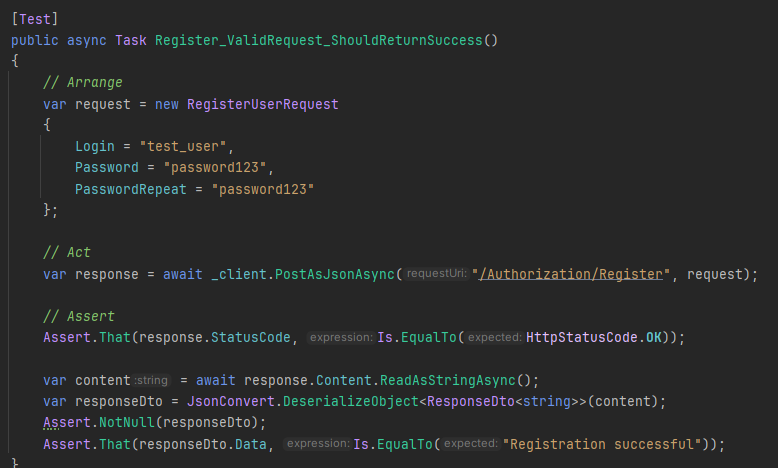 [Test]
public async Task Register_ValidRequest_ShouldReturnSuccess()
{
// Arrange
var request = new RegisterUserRequest
{
Login = "test_user",
Password = "password123",
PasswordRepeat = "password123"
};
// Act
var response = await _client.PostAsJsonAsync( requestUri: "/Authorization/Register", request);
// Assert
Assert.That(response.StatusCode, expression: Is.EqualTo( expected: HttpStatusCode.OK));
var content :string = await response.Content.ReadAsStringAsync();
var responseDto = JsonConvert.DeserializeObject<ResponseDto<string>>(content);
Assert.NotNull(responseDto);
Assert.That(responseDto.Data, expression: Is.EqualTo( expected: "Registration successful"));
}